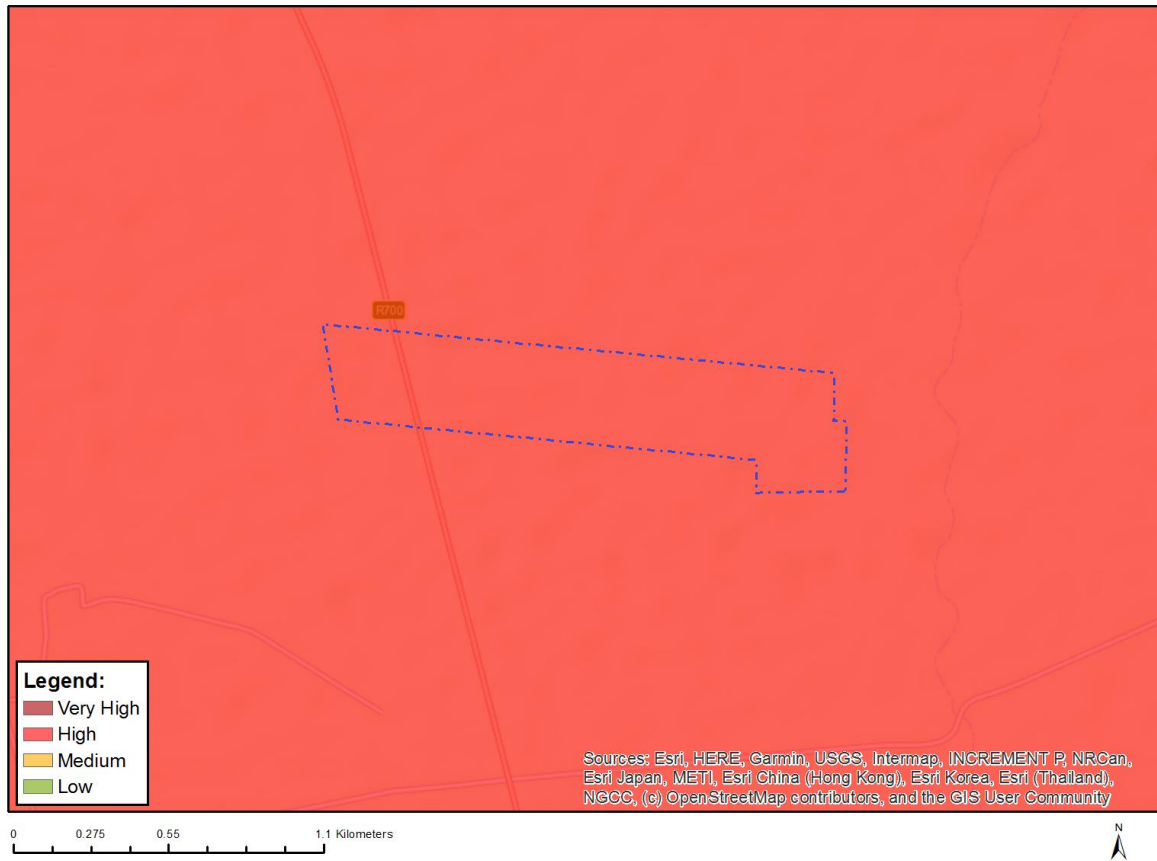 R700
Legend:
Very High
High
Medium
Low
Sources: Esri, HERE, Garmin, USGS, Intermap, INCREMENT P, NRCan,
Esri Japan, METI, Esri China (Hong Kong), Esri Korea, Esri (Thailand),
NGCC, (c) OpenStreetMap contributors, and the GIS User Community
0 0.275 0.55 1.1 Kilometers
N